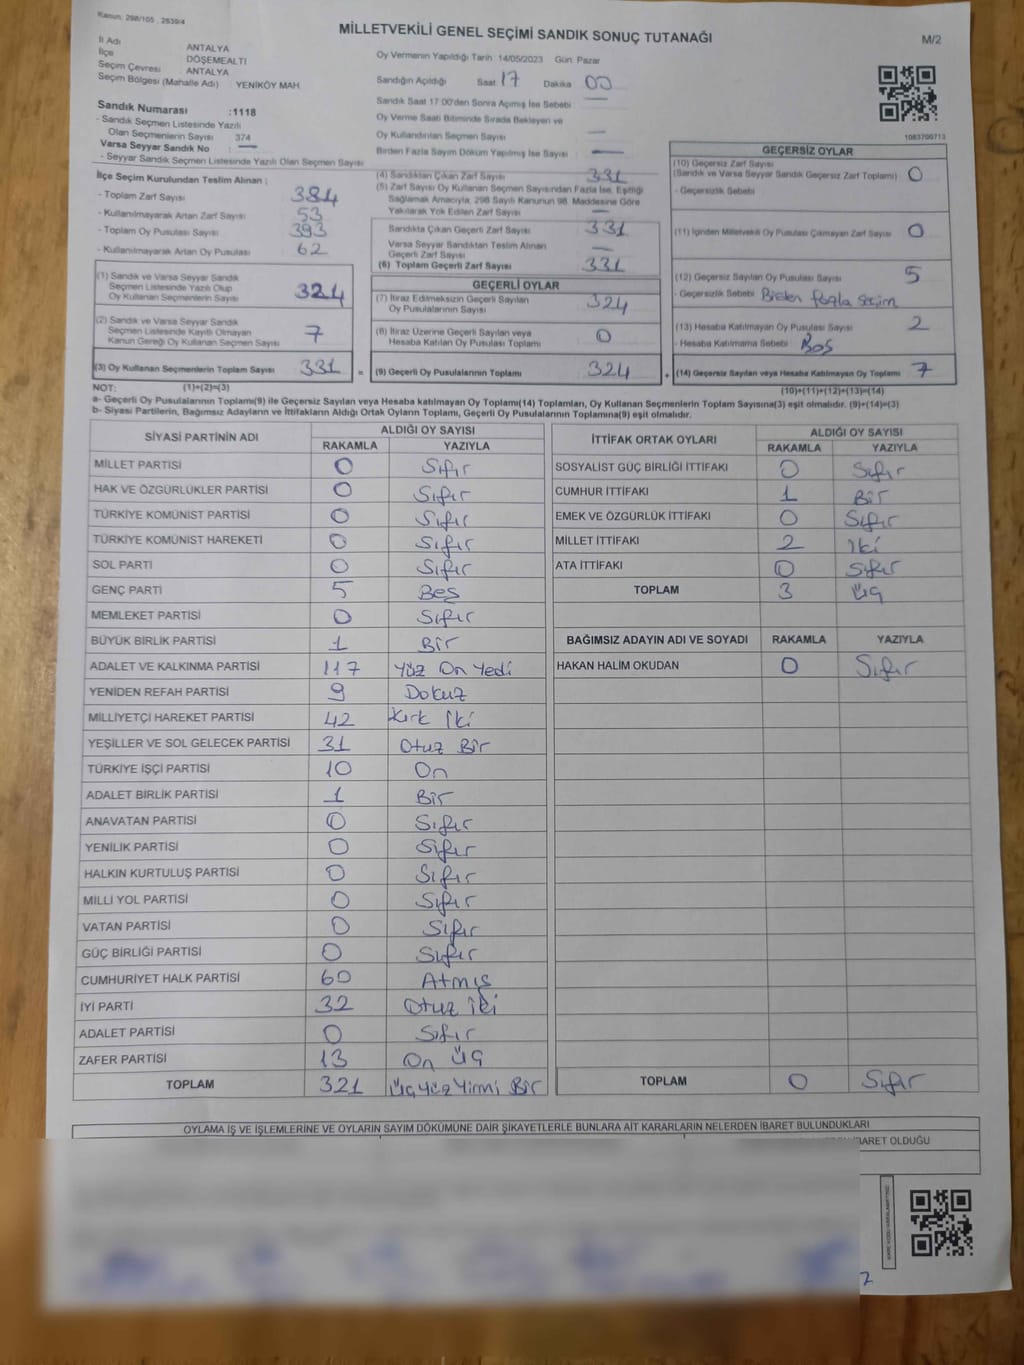 Kanun: 298/105 , 2839/4
MİLLETVEKİLİ GENEL SEÇİMİ SANDIK SONUÇ TUTANAĞI
M/2
İl Adı ANTALYA
İlçe DÖŞEMEALTI
Seçim Çevresi ANTALYA
Seçim Bölgesi (Mahalle Adı) : YENİKÖY MAH.
Sandık Numarası :1118
- Sandık Seçmen Listesinde Yazılı
Olan Seçmenlerin Sayısı 374
Varsa Seyyar Sandık No : —
- Seyyar Sandık Seçmen Listesinde Yazılı Olan Seçmen Sayısı
Oy Vermenin Yapıldığı Tarih 14/05/2023 Gün: Pazar
Sandığın Açıldığı Saat 17 Dakika 00
Sandık Saat 17:00'den Sonra Açımış İse Sebebi —
Oy Verme Saati Bitiminde Sırada Bekleyen ve
Oy Kullandırılan Seçmen Sayısı —
Birden Fazla Sayım Döküm Yapılmış İse Sayısı —
1083700713
İlçe Seçim Kurulundan Teslim Alınan :
- Toplam Zarf Sayısı 384
- Kullanılmayarak Artan Zarf Sayısı 53
- Toplam Oy Pusulası Sayısı 393
- Kullanılmayarak Artan Oy Pusulası 62
(1) Sandık ve Varsa Seyyar Sandık
Seçmen Listesinde Yazılı Olup
Oy Kullanan Seçmenlerin Sayısı 324
(2) Sandık ve Varsa Seyyar Sandık
Seçmen Listesinde Kayıtlı Olmayan
Kanun Gereği Oy Kullanan Seçmen Sayısı 7
(3) Oy Kullanan Seçmenlerin Toplam Sayısı 331 =
(4) Sandıktan Çıkan Zarf Sayısı 331
(5) Zarf Sayısı Oy Kullanan Seçmen Sayısından Fazla İse, Eşitliği
Sağlamak Amacıyla, 298 Sayılı Kanunun 98. Maddesine Göre
Yakılarak Yok Edilen Zarf Sayısı —
Sandıkta Çıkan Geçerli Zarf Sayısı 331
Varsa Seyyar Sandıktan Teslim Alınan
Geçerli Zarf Sayısı —
(6) Toplam Geçerli Zarf Sayısı 331
GEÇERLİ OYLAR
(7) İtiraz Edilmeksizin Geçerli Sayılan
Oy Pusulalarının Sayısı 324
(8) İtiraz Üzerine Geçerli Sayılan veya
Hesaba Katılan Oy Pusulası Toplamı 0
(9) Geçerli Oy Pusulalarının Toplamı 324 +
GEÇERSİZ OYLAR
(10) Geçersiz Zarf Sayısı
(Sandık ve Varsa Seyyar Sandık Geçersiz Zarf Toplamı) 0
- Geçersizlik Sebebi
(11) İçinden Milletvekili Oy Pusulası Çıkmayan Zarf Sayısı 0
(12) Geçersiz Sayılan Oy Pusulası Sayısı 5
- Geçersizlik Sebebi Birden fazla Seçim
(13) Hesaba Katılmayan Oy Pusulası Sayısı 2
- Hesaba Katılmama Sebebi Boş
(14) Geçersiz Sayılan veya Hesaba Katılmayan Oy Toplamı 7
NOT: (1)+(2)=(3) (10)+(11)+(12)+(13)=(14)
a- Geçerli Oy Pusulalarının Toplamı(9) ile Geçersiz Sayılan veya Hesaba Katılmayan Oy Toplamı(14) Toplamları, Oy Kullanan Seçmenlerin Toplam Sayısına(3) eşit olmalıdır. (9)+(14)=(3)
b- Siyasi Partilerin, Bağımsız Adayların ve İttifakların Aldığı Ortak Oyların Toplamı, Geçerli Oy Pusulalarının Toplamına(9) eşit olmalıdır.
SİYASİ PARTİNİN ADI ALDIĞI OY SAYISI
RAKAMLA YAZIYLA
MİLLET PARTİSİ 0 Sıfır
HAK VE ÖZGÜRLÜKLER PARTİSİ 0 Sıfır
TÜRKİYE KOMÜNİST PARTİSİ 0 Sıfır
TÜRKİYE KOMÜNİST HAREKETİ 0 Sıfır
SOL PARTİ 0 Sıfır
GENÇ PARTİ 5 Beş
MEMLEKET PARTİSİ 0 Sıfır
BÜYÜK BİRLİK PARTİSİ 1 Bir
ADALET VE KALKINMA PARTİSİ 117 Yüz On Yedi
YENİDEN REFAH PARTİSİ 9 Dokuz
MİLLİYETÇİ HAREKET PARTİSİ 42 Kırk İki
YEŞİLLER VE SOL GELECEK PARTİSİ 31 Otuz Bir
TÜRKİYE İŞÇİ PARTİSİ 10 On
ADALET BİRLİK PARTİSİ 1 Bir
ANAVATAN PARTİSİ 0 Sıfır
YENİLİK PARTİSİ 0 Sıfır
HALKIN KURTULUŞ PARTİSİ 0 Sıfır
MİLLİ YOL PARTİSİ 0 Sıfır
VATAN PARTİSİ 0 Sıfır
GÜÇ BİRLİĞİ PARTİSİ 0 Sıfır
CUMHURİYET HALK PARTİSİ 60 Atmış
İYİ PARTİ 32 Otuz İki
ADALET PARTİSİ 0 Sıfır
ZAFER PARTİSİ 13 On Üç
TOPLAM 321 Üç Yüz Yirmi Bir
İTTİFAK ORTAK OYLARI ALDIĞI OY SAYISI
RAKAMLA YAZIYLA
SOSYALİST GÜÇ BİRLİĞİ İTTİFAKI 0 Sıfır
CUMHUR İTTİFAKI 1 Bir
EMEK VE ÖZGÜRLÜK İTTİFAKI 0 Sıfır
MİLLET İTTİFAKI 2 İki
ATA İTTİFAKI 0 Sıfır
TOPLAM 3 Üç
BAĞIMSIZ ADAYIN ADI VE SOYADI RAKAMLA YAZIYLA
HAKAN HALİM OKUDAN 0 Sıfır
TOPLAM 0 Sıfır
OYLAMA İŞ VE İŞLEMLERİNE VE OYLARIN SAYIM DÖKÜMÜNE DAİR ŞİKAYETLERLE BUNLARA AİT KARARLARIN NELERDEN İBARET BULUNDUKLARI
İBARET OLDUĞU